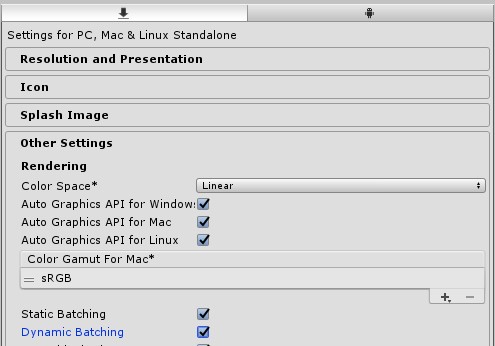 Settings for PC, Mac & Linux Standalone
Resolution and Presentation
Icon
Splash Image
Other Settings
Rendering
Color Space* Linear
Auto Graphics API for Window
Auto Graphics API for Mac
Auto Graphics API for Linux
Color Gamut For Mac*
sRGB
Static Batching
Dynamic Batching